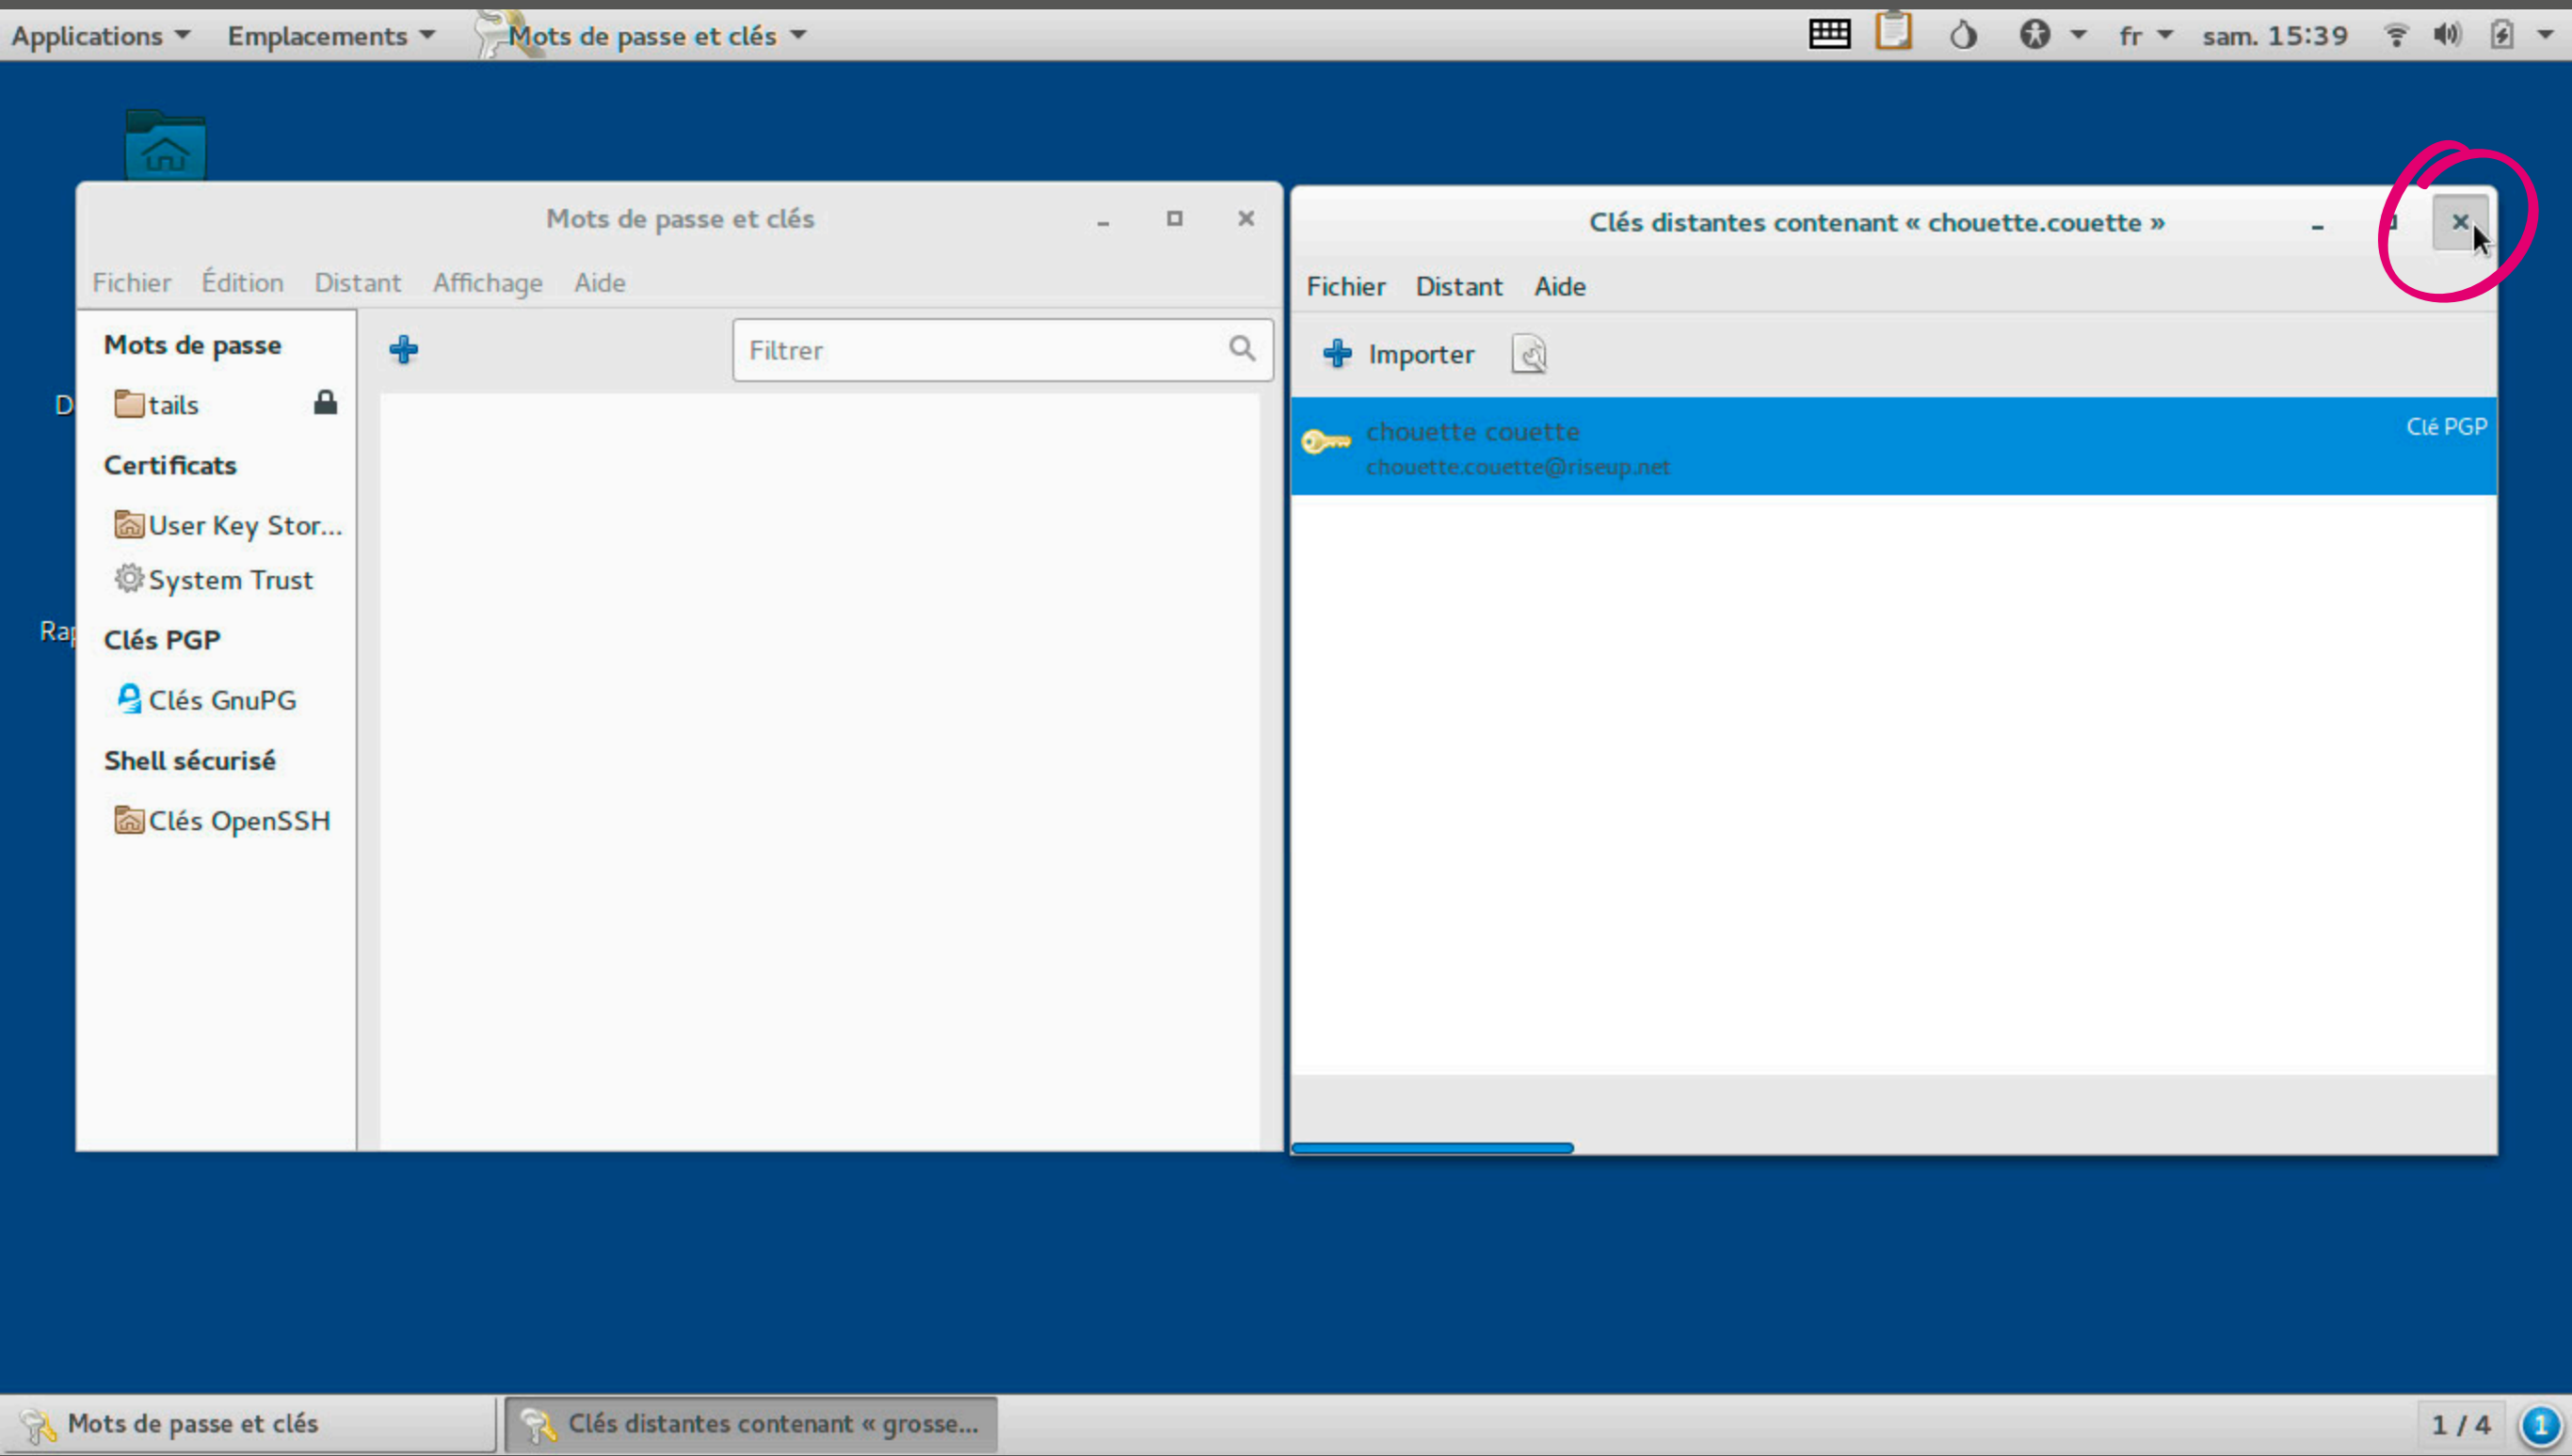 Applications Emplacements Mots de passe et clés fr sam. 15:39
Mots de passe et clés
Fichier Édition Distant Affichage Aide
Mots de passe
Filtrer
D
tails
Certificats
User Key Stor...
System Trust
Rap
Clés PGP
Clés GnuPG
Shell sécurisé
Clés OpenSSH
Clés distantes contenant « chouette.couette »
Fichier Distant Aide
Importer
chouette couette
Clé PGP
chouette.couette@riseup.net
Mots de passe et clés
Clés distantes contenant « grosse...
1 / 4
1